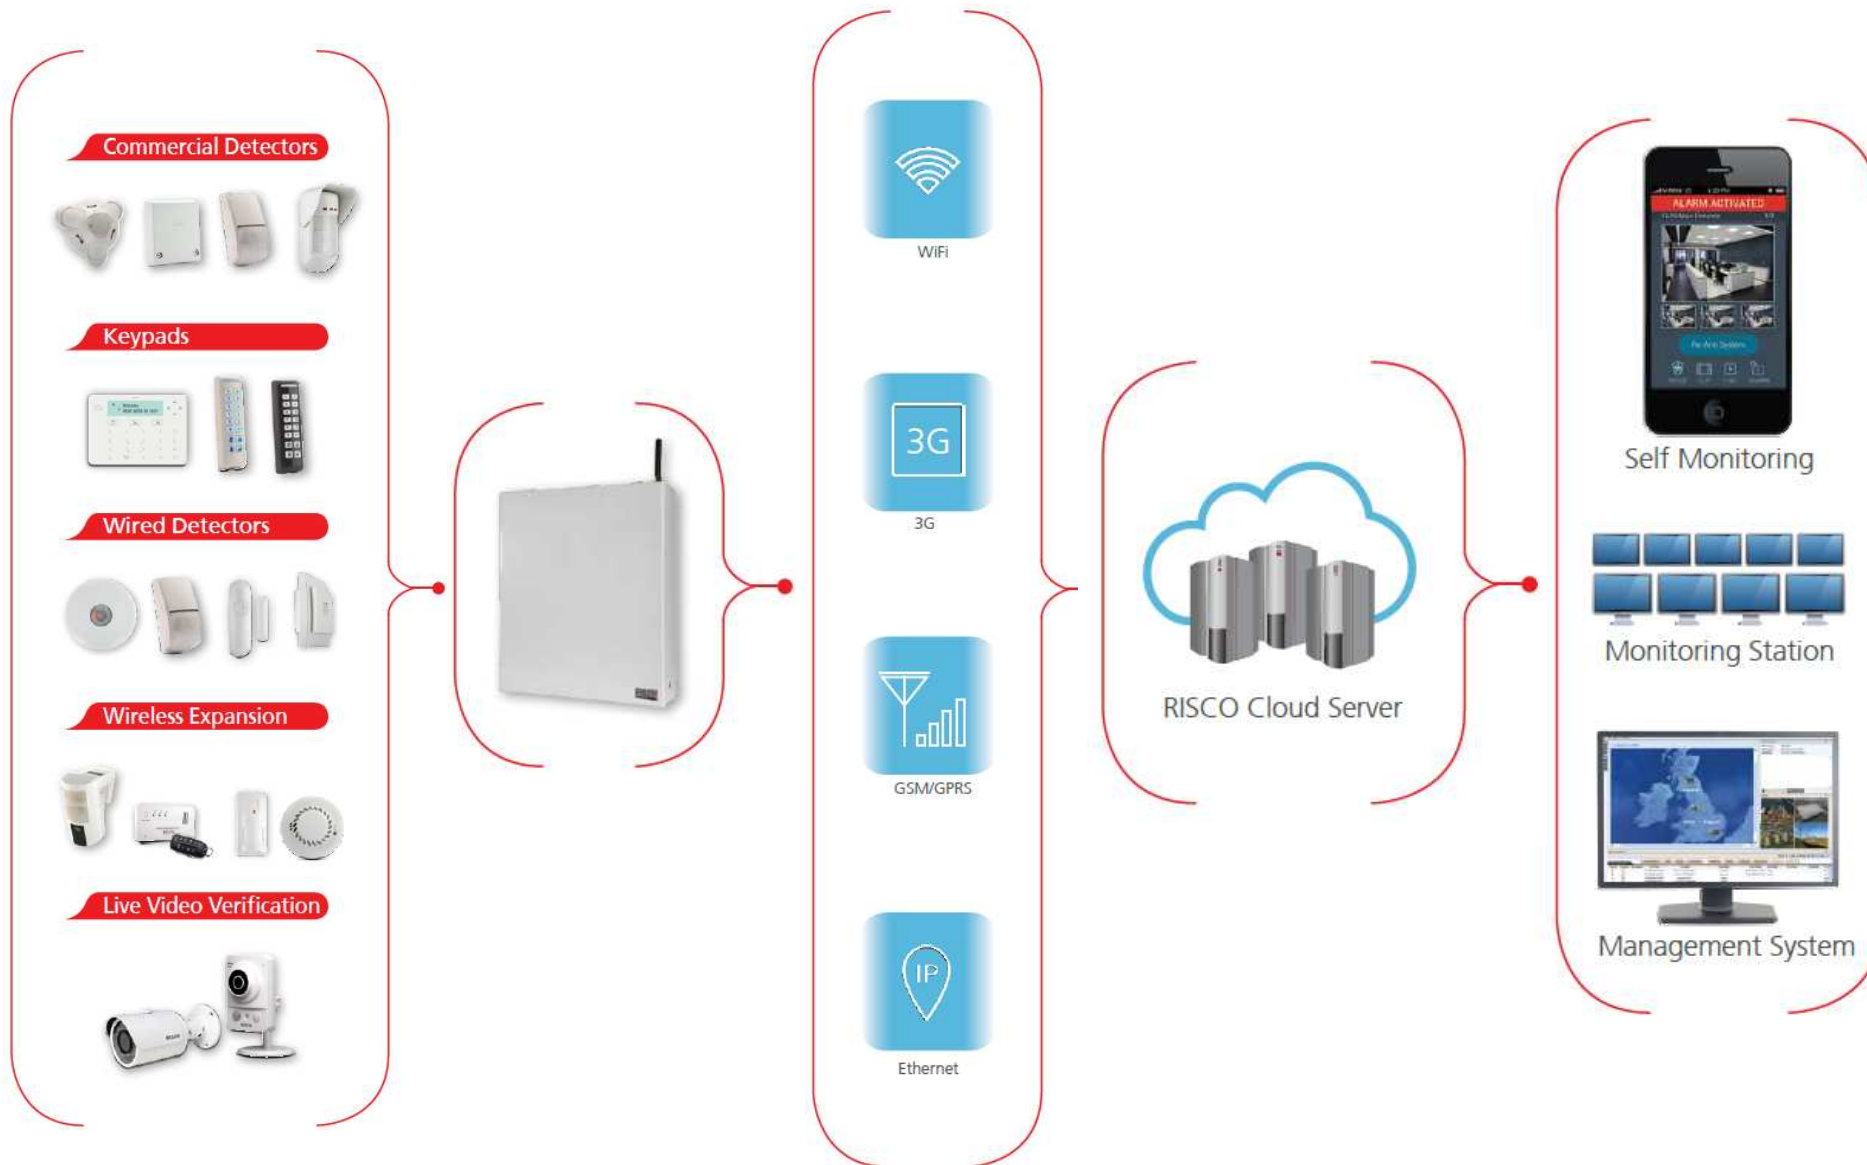 Commercial Detectors
Keypads
Wired Detectors
Wireless Expansion
Live Video Verification
WiFi
3G
3G
GSM/GPRS
IP
Ethernet
RISCO Cloud Server
ALARM ACTIVATED
Self Monitoring
Monitoring Station
Management System